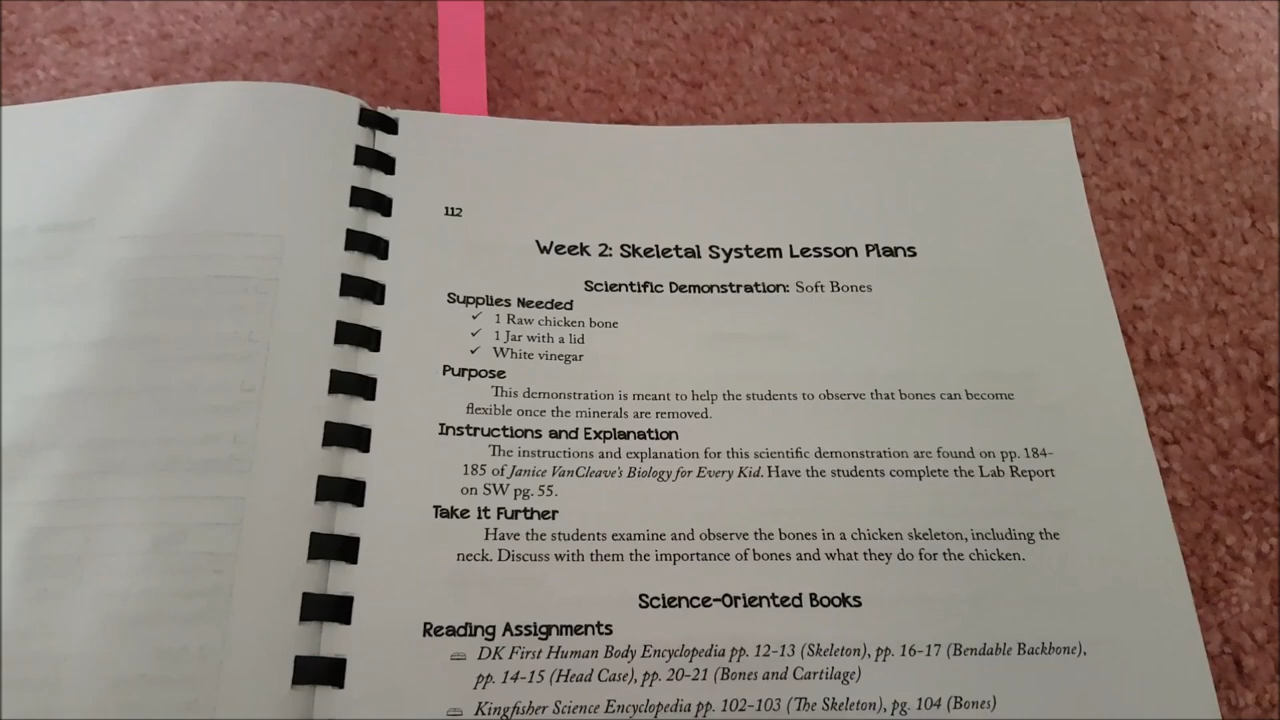 112
Week 2: Skeletal System Lesson Plans
Scientific Demonstration: Soft Bones
Supplies Needed
✓ 1 Raw chicken bone
✓ 1 Jar with a lid
✓ White vinegar
Purpose
This demonstration is meant to help the students to observe that bones can become
flexible once the minerals are removed.
Instructions and Explanation
The instructions and explanation for this scientific demonstration are found on pp. 184-
185 of Janice VanCleave's Biology for Every Kid. Have the students complete the Lab Report
on SW pg. 55.
Take it Further
Have the students examine and observe the bones in a chicken skeleton, including the
neck. Discuss with them the importance of bones and what they do for the chicken.
Science-Oriented Books
Reading Assignments
DK First Human Body Encyclopedia pp. 12-13 (Skeleton), pp. 16-17 (Bendable Backbone),
pp. 14-15 (Head Case), pp. 20-21 (Bones and Cartilage)
Kingfisher Science Encyclopedia pp. 102-103 (The Skeleton), pg. 104 (Bones)